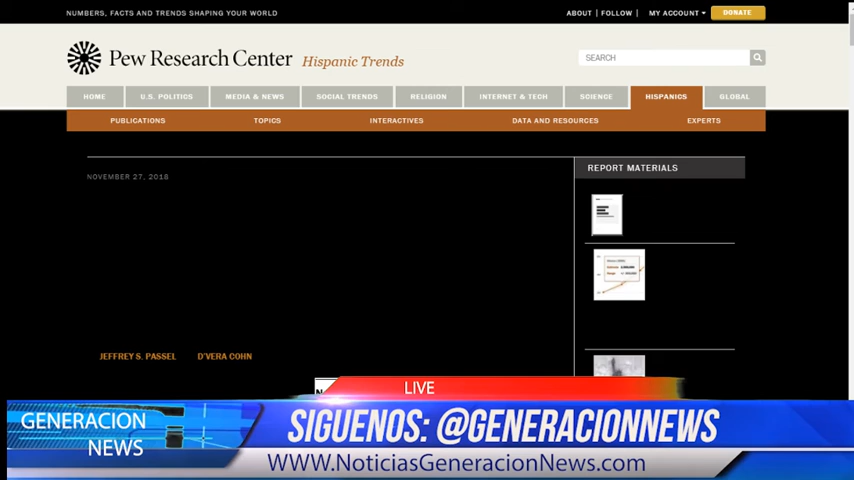 NUMBERS, FACTS AND TRENDS SHAPING YOUR WORLD
ABOUT | FOLLOW | MY ACCOUNT DONATE
Pew Research Center Hispanic Trends
SEARCH
HOME U.S. POLITICS MEDIA & NEWS SOCIAL TRENDS RELIGION INTERNET & TECH SCIENCE HISPANICS GLOBAL
PUBLICATIONS TOPICS INTERACTIVES DATA AND RESOURCES EXPERTS
REPORT MATERIALS
NOVEMBER 27, 2018
JEFFREY S. PASSEL D'VERA COHN
LIVE
GENERACION
NEWS
SIGUENOS: @GENERACIONNEWS
WWW.NoticiasGeneracionNews.com